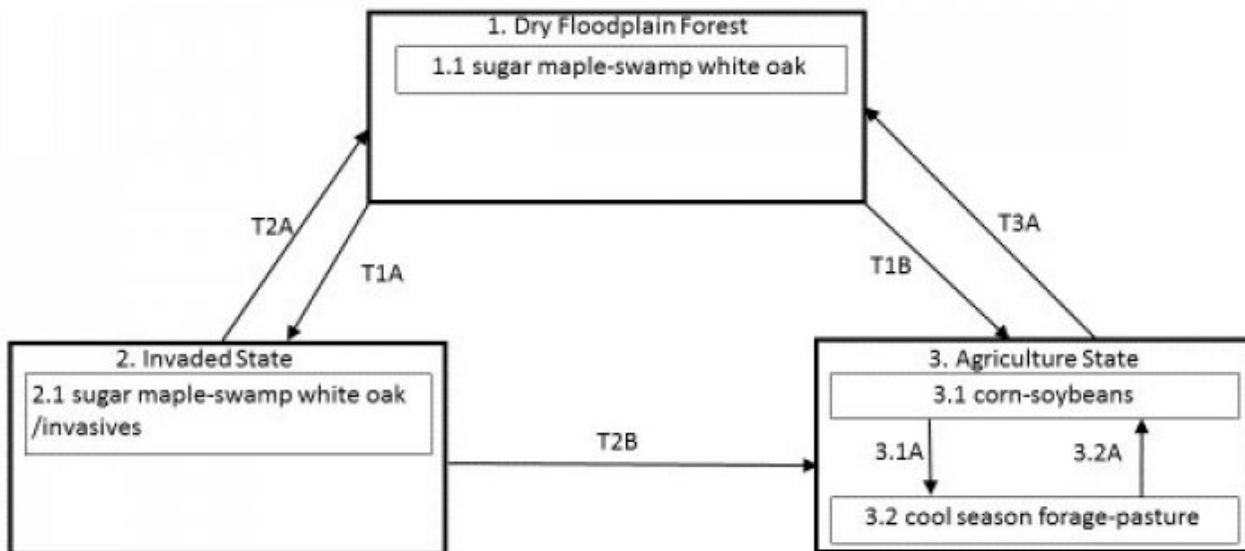 1. Dry Floodplain Forest
1.1 sugar maple-swamp white oak
T2A
T1A
T3A
T1B
2. Invaded State
2.1 sugar maple-swamp white oak
/invasives
T2B
3. Agriculture State
3.1 corn-soybeans
3.1A
3.2A
3.2 cool season forage-pasture